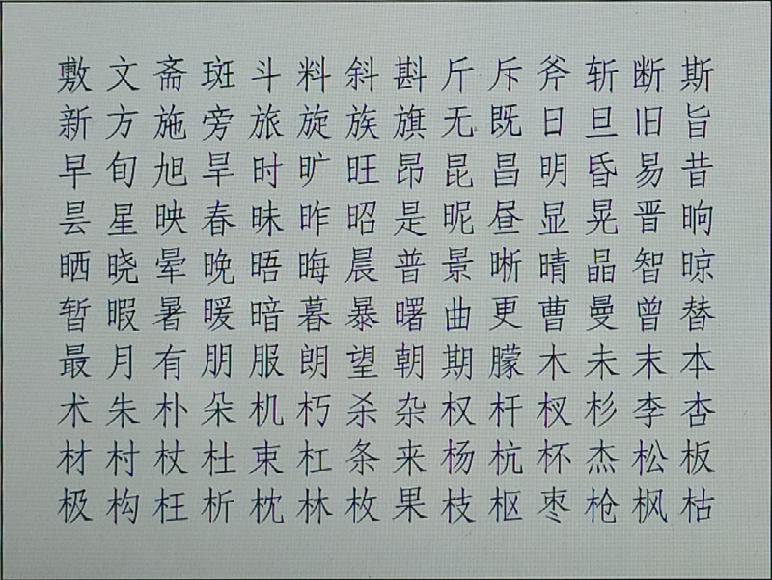 敷文斋斑斗料斜斟斤斥斧斩断斯
新方施旁旅旋族旗无既日旦旧旨
早旬旭旱时旷旺昂昆昌明昏易昔
昙星映春昧昨昭是昵昼显晃晋晌
晒晓晕晚晤晦晨普景晰晴晶智晾
暂暇暑暖暗暮暴曙曲更曹曼曾替
最月有朋服朗望朝期朦木未末本
术朱朴朵机朽杀杂权杆杈杉李杏
材村杖杜束杠条来杨杭杯杰松板
极构枉析枕林枚果枝枢枣枪枫枯